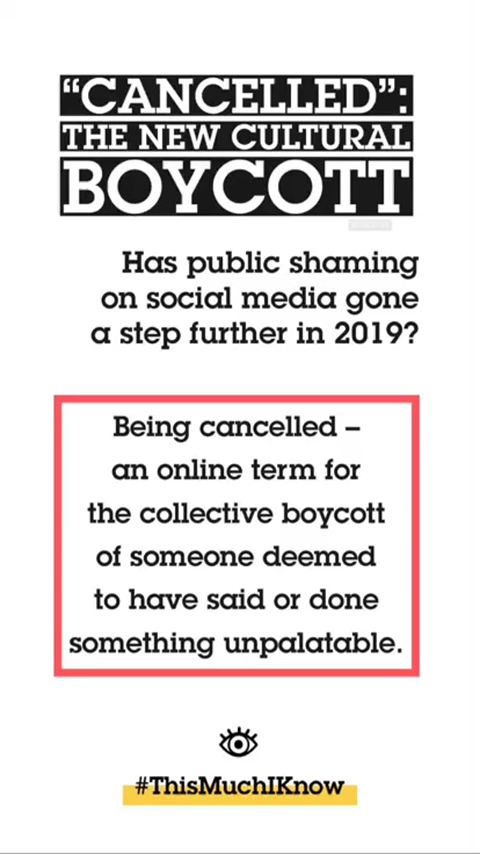 “CANCELLED”:
THE NEW CULTURAL
BOYCOTT
Has public shaming
on social media gone
a step further in 2019?
Being cancelled –
an online term for
the collective boycott
of someone deemed
to have said or done
something unpalatable.
#ThisMuchIKnow